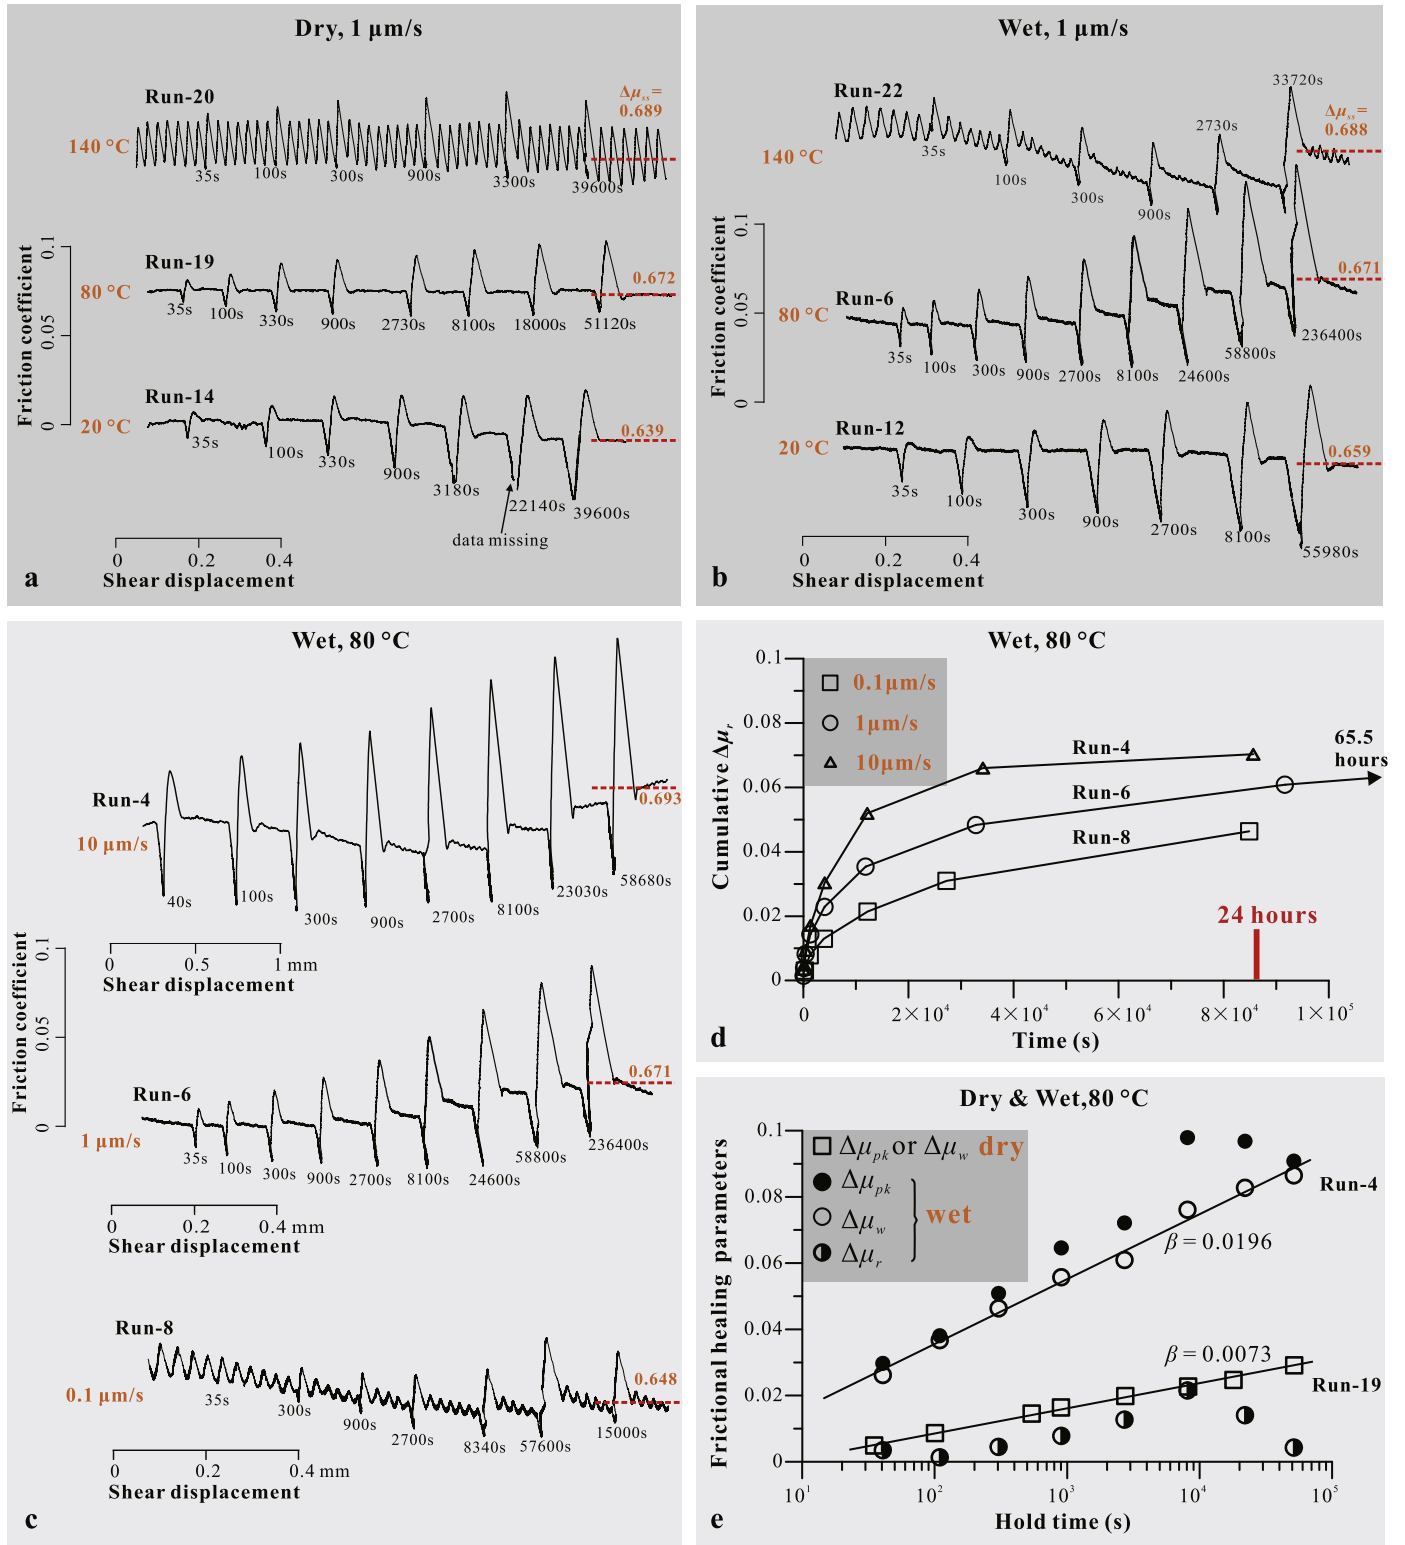 Dry, 1 μm/s
Run-20
Δμss=
0.689
140 °C
35s
100s
300s
900s
3300s
39600s
Friction coefficient
0.1
0.05
0
Run-19
80 °C
0.672
35s
100s
330s
900s
2730s
8100s
18000s
51120s
Run-14
20 °C
0.639
35s
100s
330s
900s
3180s
22140s
39600s
data missing
0
0.2
0.4
Shear displacement
a
Wet, 1 μm/s
Run-22
33720s
Δμss=
0.688
140 °C
35s
100s
300s
900s
2730s
Friction coefficient
0.1
0.05
0
Run-6
80 °C
0.671
35s
100s
300s
900s
2700s
8100s
24600s
58800s
236400s
Run-12
20 °C
0.659
35s
100s
300s
900s
2700s
8100s
55980s
0
0.2
0.4
Shear displacement
b
Wet, 80 °C
Run-4
10 μm/s
0.693
40s
100s
300s
900s
2700s
8100s
23030s
58680s
0
0.5
1 mm
Shear displacement
Friction coefficient
0.1
0.05
0
Run-6
1 μm/s
0.671
35s
100s
300s
900s
2700s
8100s
24600s
58800s
236400s
0
0.2
0.4 mm
Shear displacement
Run-8
0.1 μm/s
0.648
35s
300s
900s
2700s
8340s
57600s
15000s
0
0.2
0.4 mm
Shear displacement
c
Wet, 80 °C
Cumulative Δμr
0.1
0.08
0.06
0.04
0.02
0
0.1μm/s
1μm/s
10μm/s
Run-4
Run-6
Run-8
65.5
hours
24 hours
0
2×10⁴
4×10⁴
6×10⁴
8×10⁴
1×10⁵
Time (s)
d
Dry & Wet,80 °C
Frictional healing parameters
0.1
0.08
0.06
0.04
0.02
0
Δμpk or Δμw dry
Δμpk
Δμw
Δμr
wet
Run-4
β = 0.0196
β = 0.0073
Run-19
10¹
10²
10³
10⁴
10⁵
Hold time (s)
e